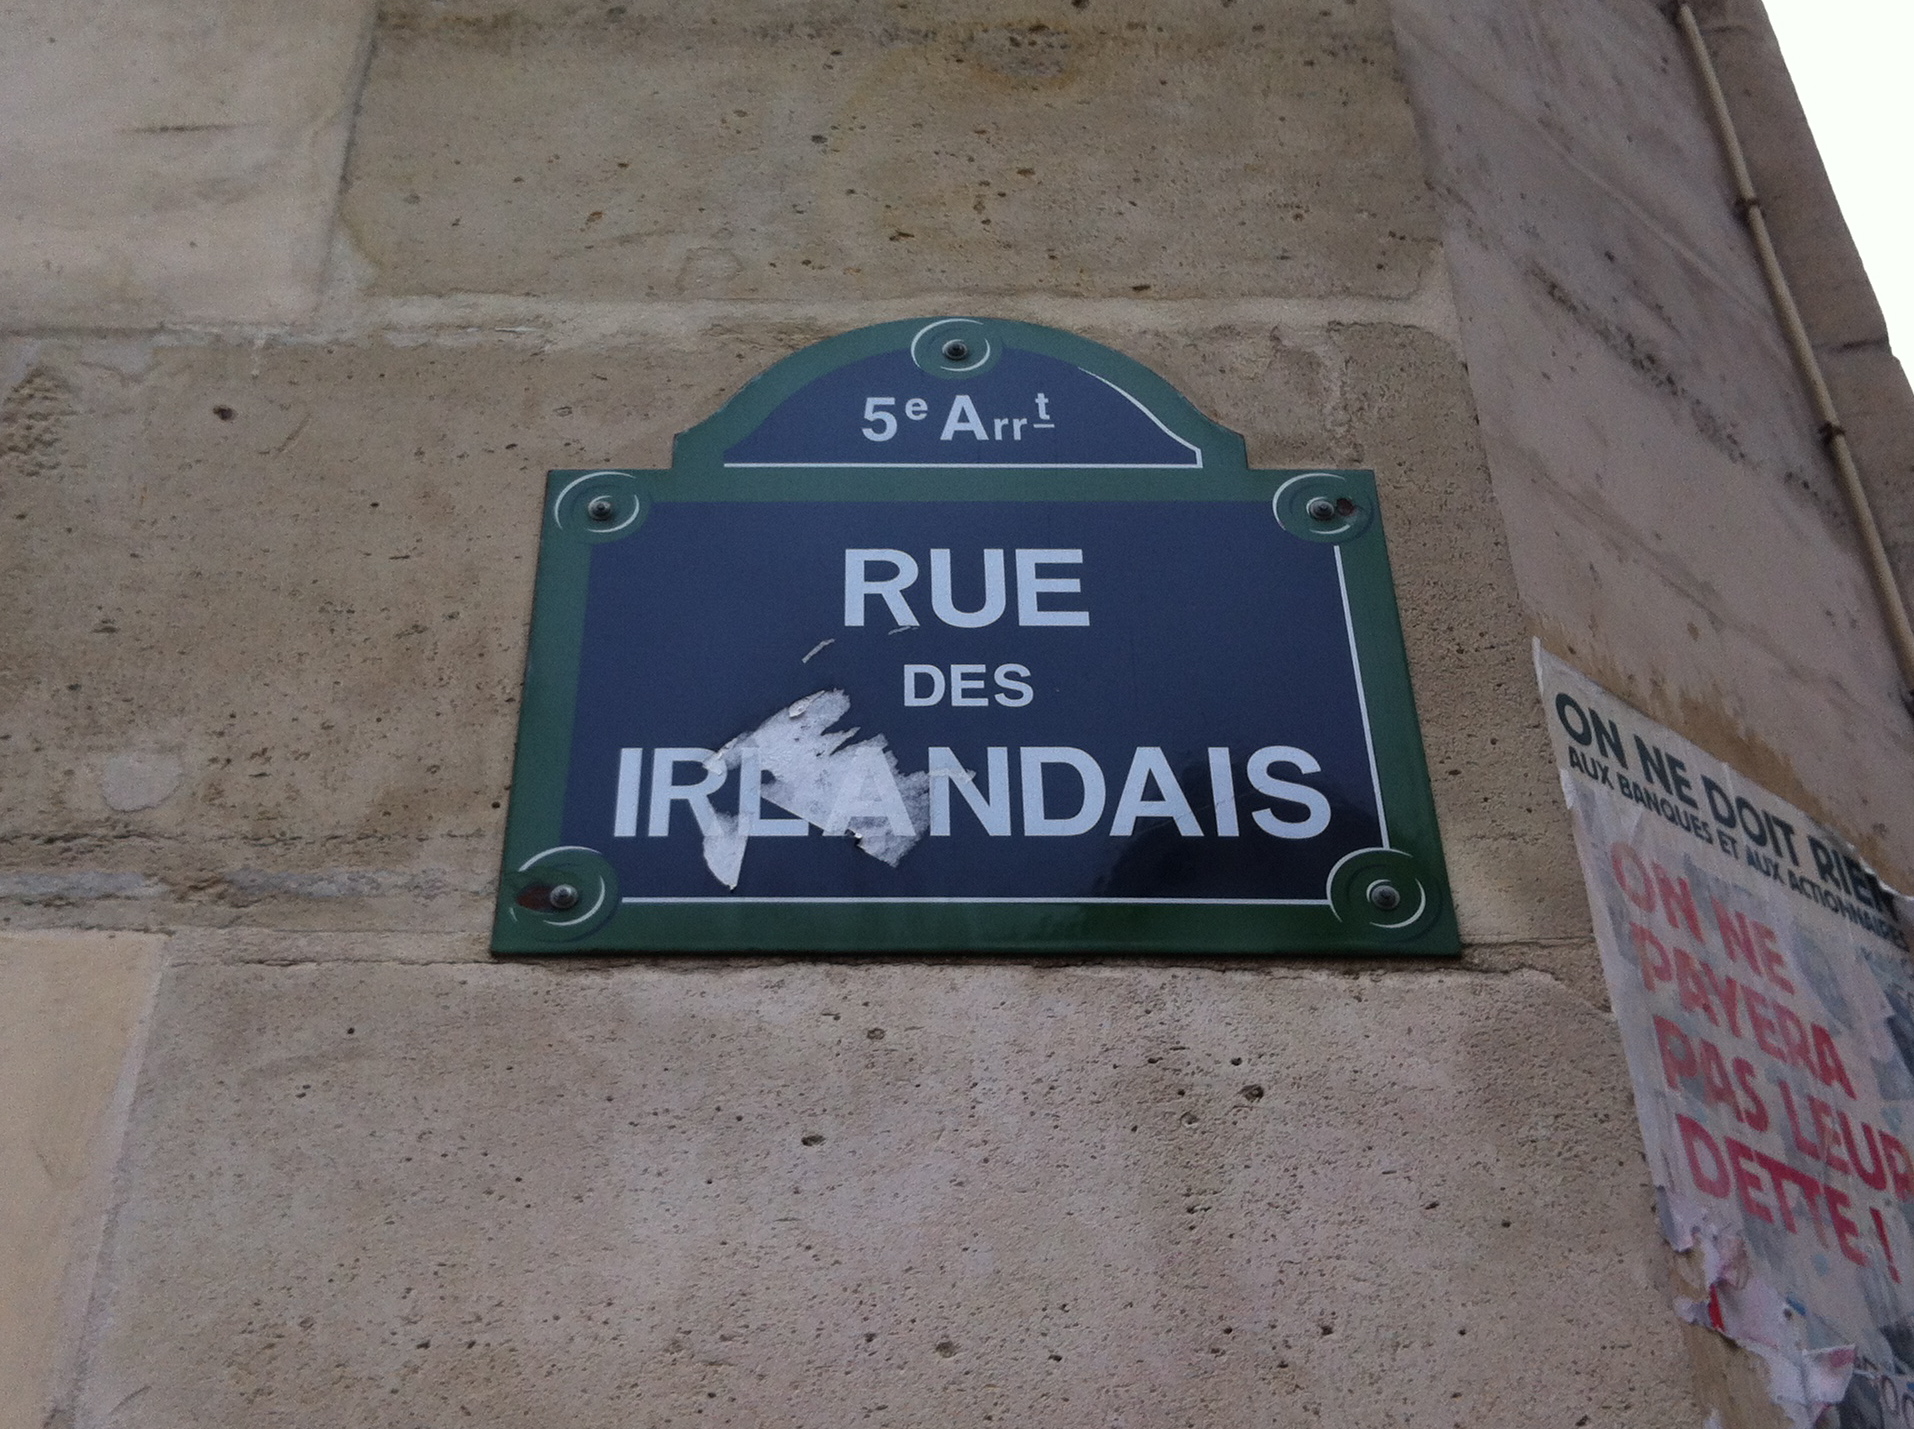 5e Arrt
RUE
DES
IRLANDAIS
ON NE DOIT RIEN
AUX BANQUES ET AUX ACTIONNAIRES
ON NE
PAYERA
PAS LEUR
DETTE !